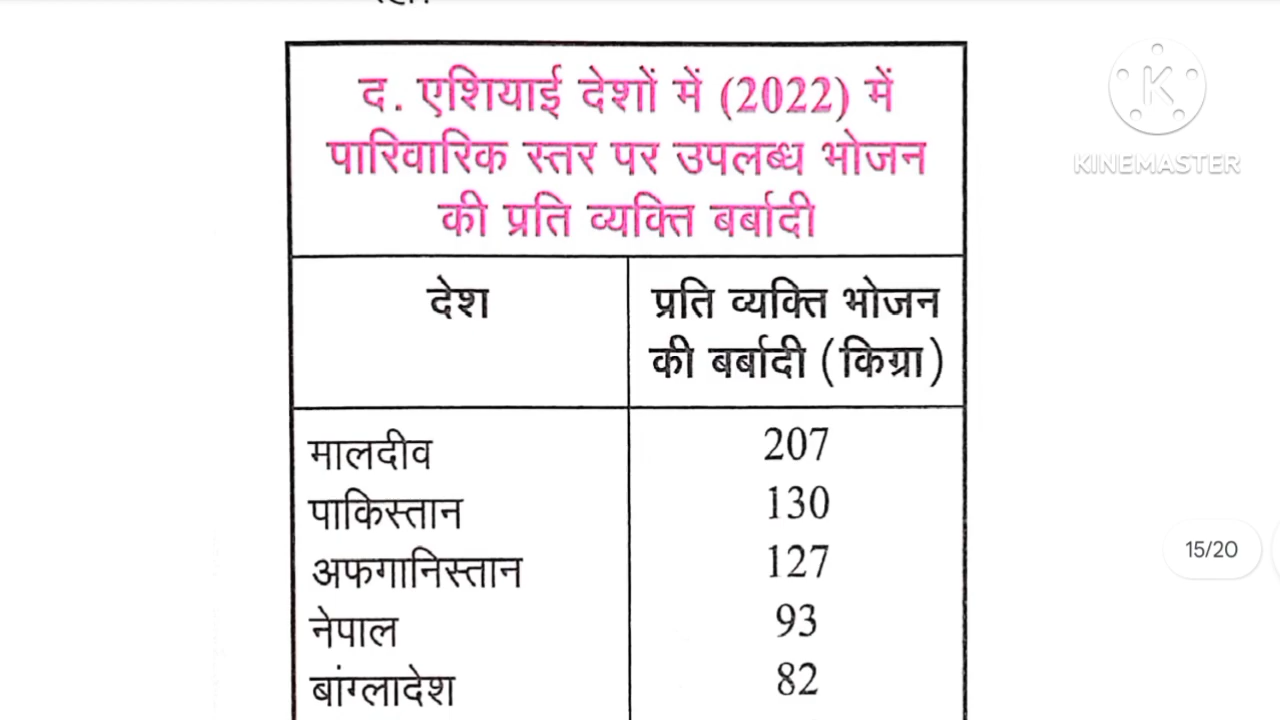 द. एशियाई देशों में (2022) में
पारिवारिक स्तर पर उपलब्ध भोजन
की प्रति व्यक्ति बर्बादी
देश
प्रति व्यक्ति भोजन
की बर्बादी (किग्रा)
मालदीव 207
पाकिस्तान 130
अफगानिस्तान 127
नेपाल 93
बांग्लादेश 82
K
KINEMASTER
15/20